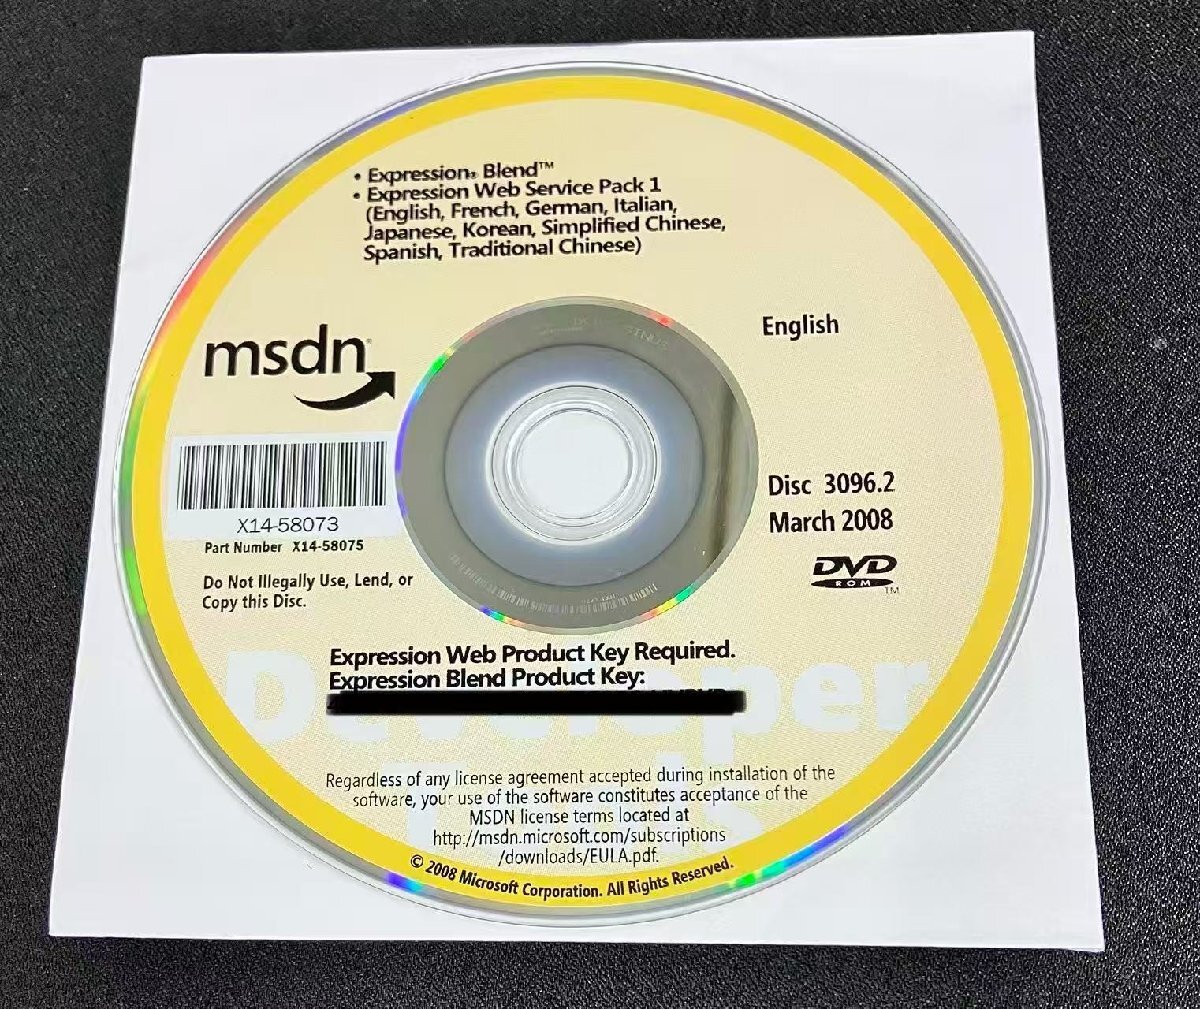 • Expression® Blend™
• Expression Web Service Pack 1
(English, French, German, Italian,
Japanese, Korean, Simplified Chinese,
Spanish, Traditional Chinese)
English
msdn
X14-58073
Part Number X14-58075
Disc 3096.2
March 2008
DVD
ROM
TM
Do Not Illegally Use, Lend, or
Copy this Disc.
Expression Web Product Key Required.
Expression Blend Product Key:
Developer
Tools
Regardless of any license agreement accepted during installation of the
software, your use of the software constitutes acceptance of the
MSDN license terms located at
http://msdn.microsoft.com/subscriptions
/downloads/EULA.pdf.
© 2008 Microsoft Corporation. All Rights Reserved.